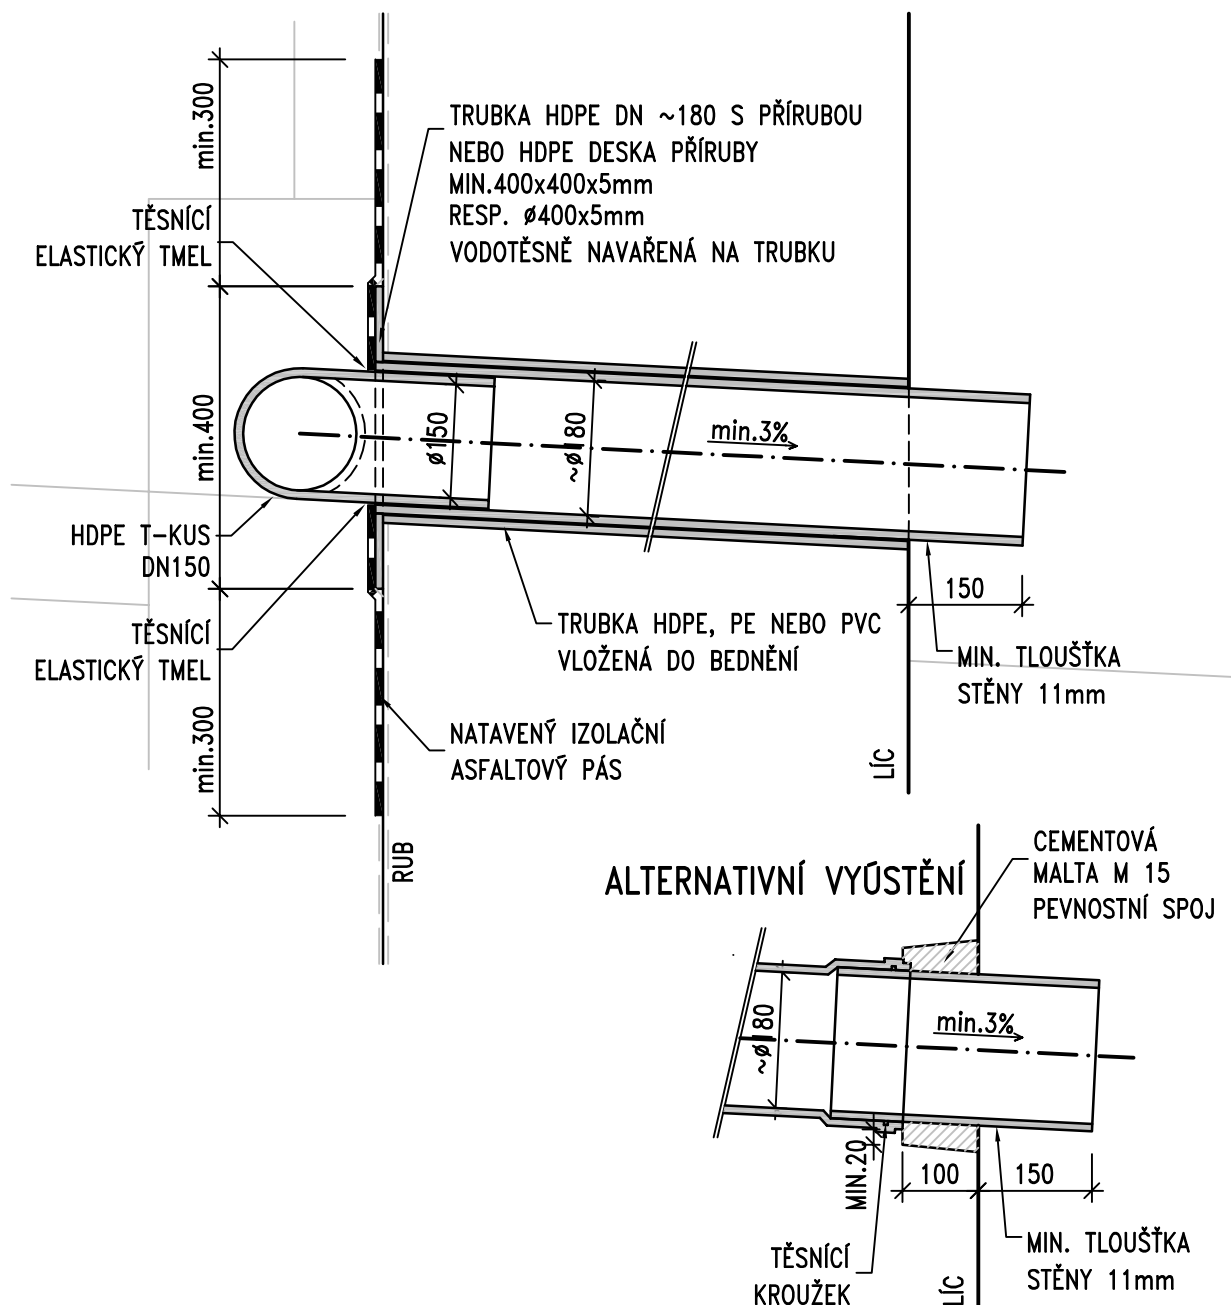 min.300
TRUBKA HDPE DN ~180 S PŘÍRUBOU
NEBO HDPE DESKA PŘÍRUBY
MIN.400x400x5mm
RESP. ø400x5mm
VODOTĚSNĚ NAVAŘENÁ NA TRUBKU
TĚSNÍCÍ
ELASTICKÝ TMEL
min.400
ø150
~ø180
min.3%
HDPE T-KUS
DN150
TĚSNÍCÍ
ELASTICKÝ TMEL
TRUBKA HDPE, PE NEBO PVC
VLOŽENÁ DO BEDNĚNÍ
150
MIN. TLOUŠŤKA
STĚNY 11mm
min.300
NATAVENÝ IZOLAČNÍ
ASFALTOVÝ PÁS
LÍC
RUB
ALTERNATIVNÍ VYÚSTĚNÍ
CEMENTOVÁ
MALTA M 15
PEVNOSTNÍ SPOJ
~ø180
min.3%
MIN.20
100
150
TĚSNÍCÍ
KROUŽEK
LÍC
MIN. TLOUŠŤKA
STĚNY 11mm